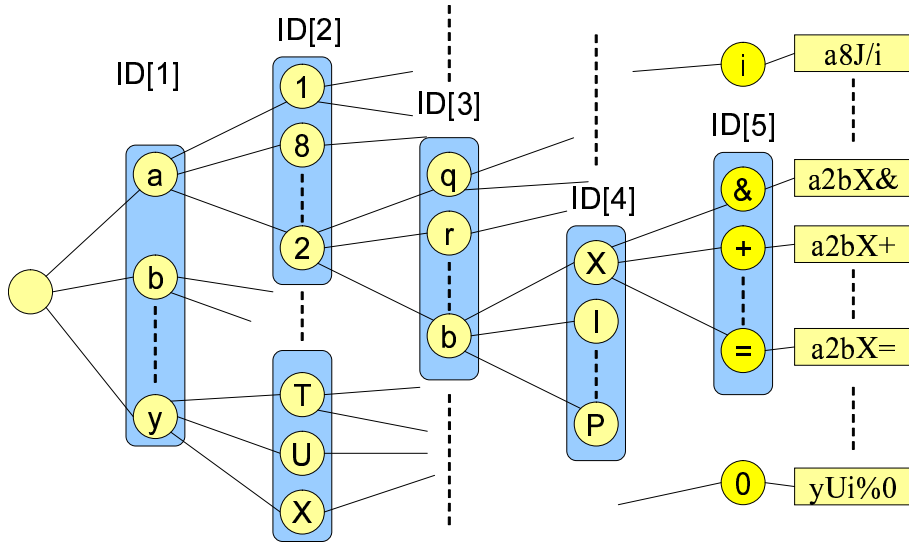 ID[1]
a
b
y
ID[2]
1
8
2
T
U
X
ID[3]
q
r
b
ID[4]
X
I
P
ID[5]
i
&
+
=
0
a8J/i
a2bX&
a2bX+
a2bX=
yUi%0